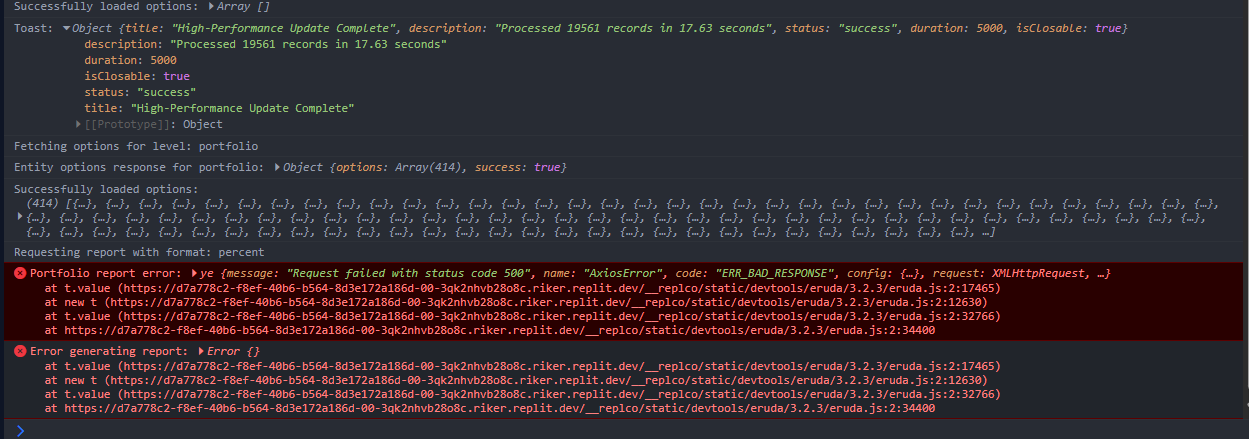 Successfully loaded options: ▶Array []
Toast: ▼Object {title: "High-Performance Update Complete", description: "Processed 19561 records in 17.63 seconds", status: "success", duration: 5000, isClosable: true}
description: "Processed 19561 records in 17.63 seconds"
duration: 5000
isClosable: true
status: "success"
title: "High-Performance Update Complete"
▶[[Prototype]]: Object
Fetching options for level: portfolio
Entity options response for portfolio: ▶Object {options: Array(414), success: true}
Successfully loaded options:
(414) [{…}, {…}, {…}, {…}, {…}, {…}, {…}, {…}, {…}, {…}, {…}, {…}, {…}, {…}, {…}, {…}, {…}, {…}, {…}, {…}, {…}, {…}, {…}, {…}, {…}, {…}, {…}, {…}, {…}, {…}, {…}, {…}, {…}, {…}, {…},
▶{…}, {…}, {…}, {…}, {…}, {…}, {…}, {…}, {…}, {…}, {…}, {…}, {…}, {…}, {…}, {…}, {…}, {…}, {…}, {…}, {…}, {…}, {…}, {…}, {…}, {…}, {…}, {…}, {…}, {…}, {…}, {…}, {…}, {…}, {…}, {…},
{…}, {…}, {…}, {…}, {…}, {…}, {…}, {…}, {…}, {…}, {…}, {…}, {…}, {…}, {…}, {…}, {…}, {…}, {…}, {…}, {…}, {…}, {…}, {…}, {…}, {…}, {…}, {…}, {…}, …]
Requesting report with format: percent
Portfolio report error: ▶ye {message: "Request failed with status code 500", name: "AxiosError", code: "ERR_BAD_RESPONSE", config: {…}, request: XMLHttpRequest, …}
at t.value (https://d7a778c2-f8ef-40b6-b564-8d3e172a186d-00-3qk2nhvb28o8c.riker.replit.dev/__replco/static/devtools/eruda/3.2.3/eruda.js:2:17465)
at new t (https://d7a778c2-f8ef-40b6-b564-8d3e172a186d-00-3qk2nhvb28o8c.riker.replit.dev/__replco/static/devtools/eruda/3.2.3/eruda.js:2:12630)
at t.value (https://d7a778c2-f8ef-40b6-b564-8d3e172a186d-00-3qk2nhvb28o8c.riker.replit.dev/__replco/static/devtools/eruda/3.2.3/eruda.js:2:32766)
at https://d7a778c2-f8ef-40b6-b564-8d3e172a186d-00-3qk2nhvb28o8c.riker.replit.dev/__replco/static/devtools/eruda/3.2.3/eruda.js:2:34400
Error generating report: ▶Error {}
at t.value (https://d7a778c2-f8ef-40b6-b564-8d3e172a186d-00-3qk2nhvb28o8c.riker.replit.dev/__replco/static/devtools/eruda/3.2.3/eruda.js:2:17465)
at new t (https://d7a778c2-f8ef-40b6-b564-8d3e172a186d-00-3qk2nhvb28o8c.riker.replit.dev/__replco/static/devtools/eruda/3.2.3/eruda.js:2:12630)
at t.value (https://d7a778c2-f8ef-40b6-b564-8d3e172a186d-00-3qk2nhvb28o8c.riker.replit.dev/__replco/static/devtools/eruda/3.2.3/eruda.js:2:32766)
at https://d7a778c2-f8ef-40b6-b564-8d3e172a186d-00-3qk2nhvb28o8c.riker.replit.dev/__replco/static/devtools/eruda/3.2.3/eruda.js:2:34400